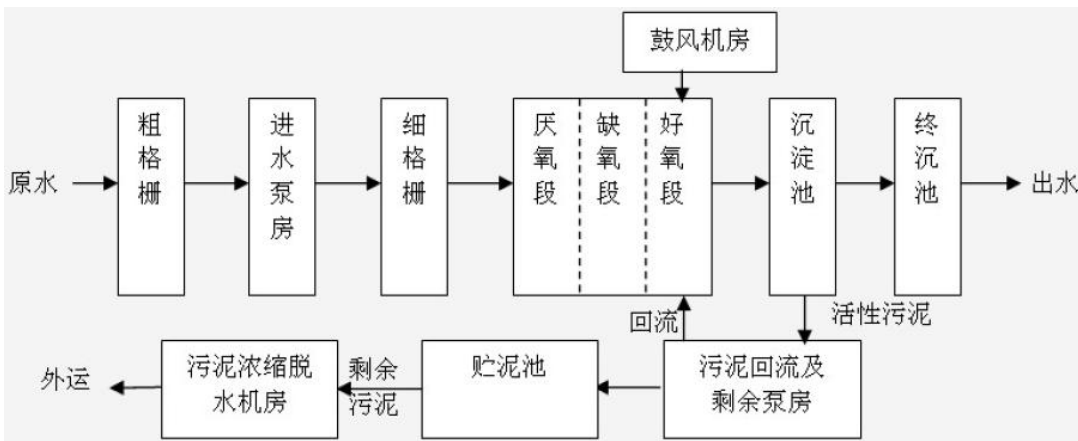 鼓风机房
原水
粗格栅
进水泵房
细格栅
厌氧段
缺氧段
好氧段
沉淀池
终沉池
出水
回流
活性污泥
外运
污泥浓缩脱
水机房
剩余
污泥
贮泥池
污泥回流及
剩余泵房